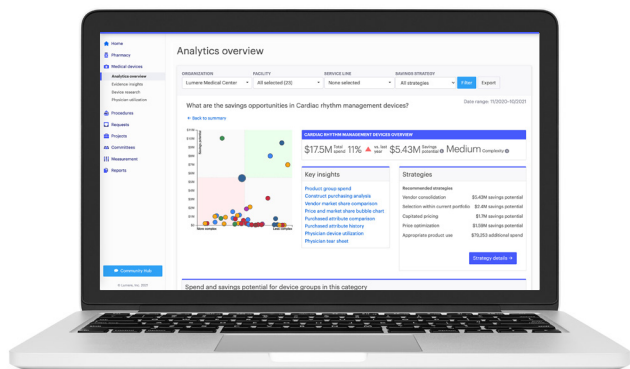 Home
Pharmacy
Medical devices
Analytics overview
Evidence insights
Device research
Physician utilization
Procedures
Requests
Projects
Committees
Measurement
Reports
Community Hub
Analytics overview
ORGANIZATION FACILITY SERVICE LINE SAVINGS STRATEGY
Lumere Medical Center All selected (23) None selected All strategies Filter Export
Date range: 11/2020-10/2021
What are the savings opportunities in Cardiac rhythm management devices?
← Back to summary
Savings potential
More complex Less complex
CARDIAC RHYTHM MANAGEMENT DEVICES OVERVIEW
$17.5M Total spend 11% vs. last year $5.43M Savings potential Medium Complexity
Key insights
Product group spend
Construct purchasing analysis
Vendor market share comparison
Price and market share bubble chart
Purchased attribute comparison
Purchased attribute history
Physician device utilization
Physician tear sheet
Strategies
Recommended strategies
Vendor consolidation $5.43M savings potential
Selection within current portfolio $2.4M savings potential
Capitated pricing $1.7M savings potential
Price optimization $1.59M savings potential
Appropriate product use $79,253 additional spend
Strategy details →
Spend and savings potential for device groups in this category